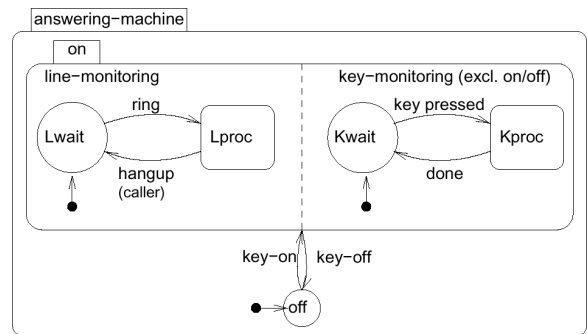 answering-machine
on
line-monitoring
key-monitoring (excl. on/off)
ring
key pressed
Lwait
Lproc
Kwait
Kproc
hangup
(caller)
done
key-on
key-off
off